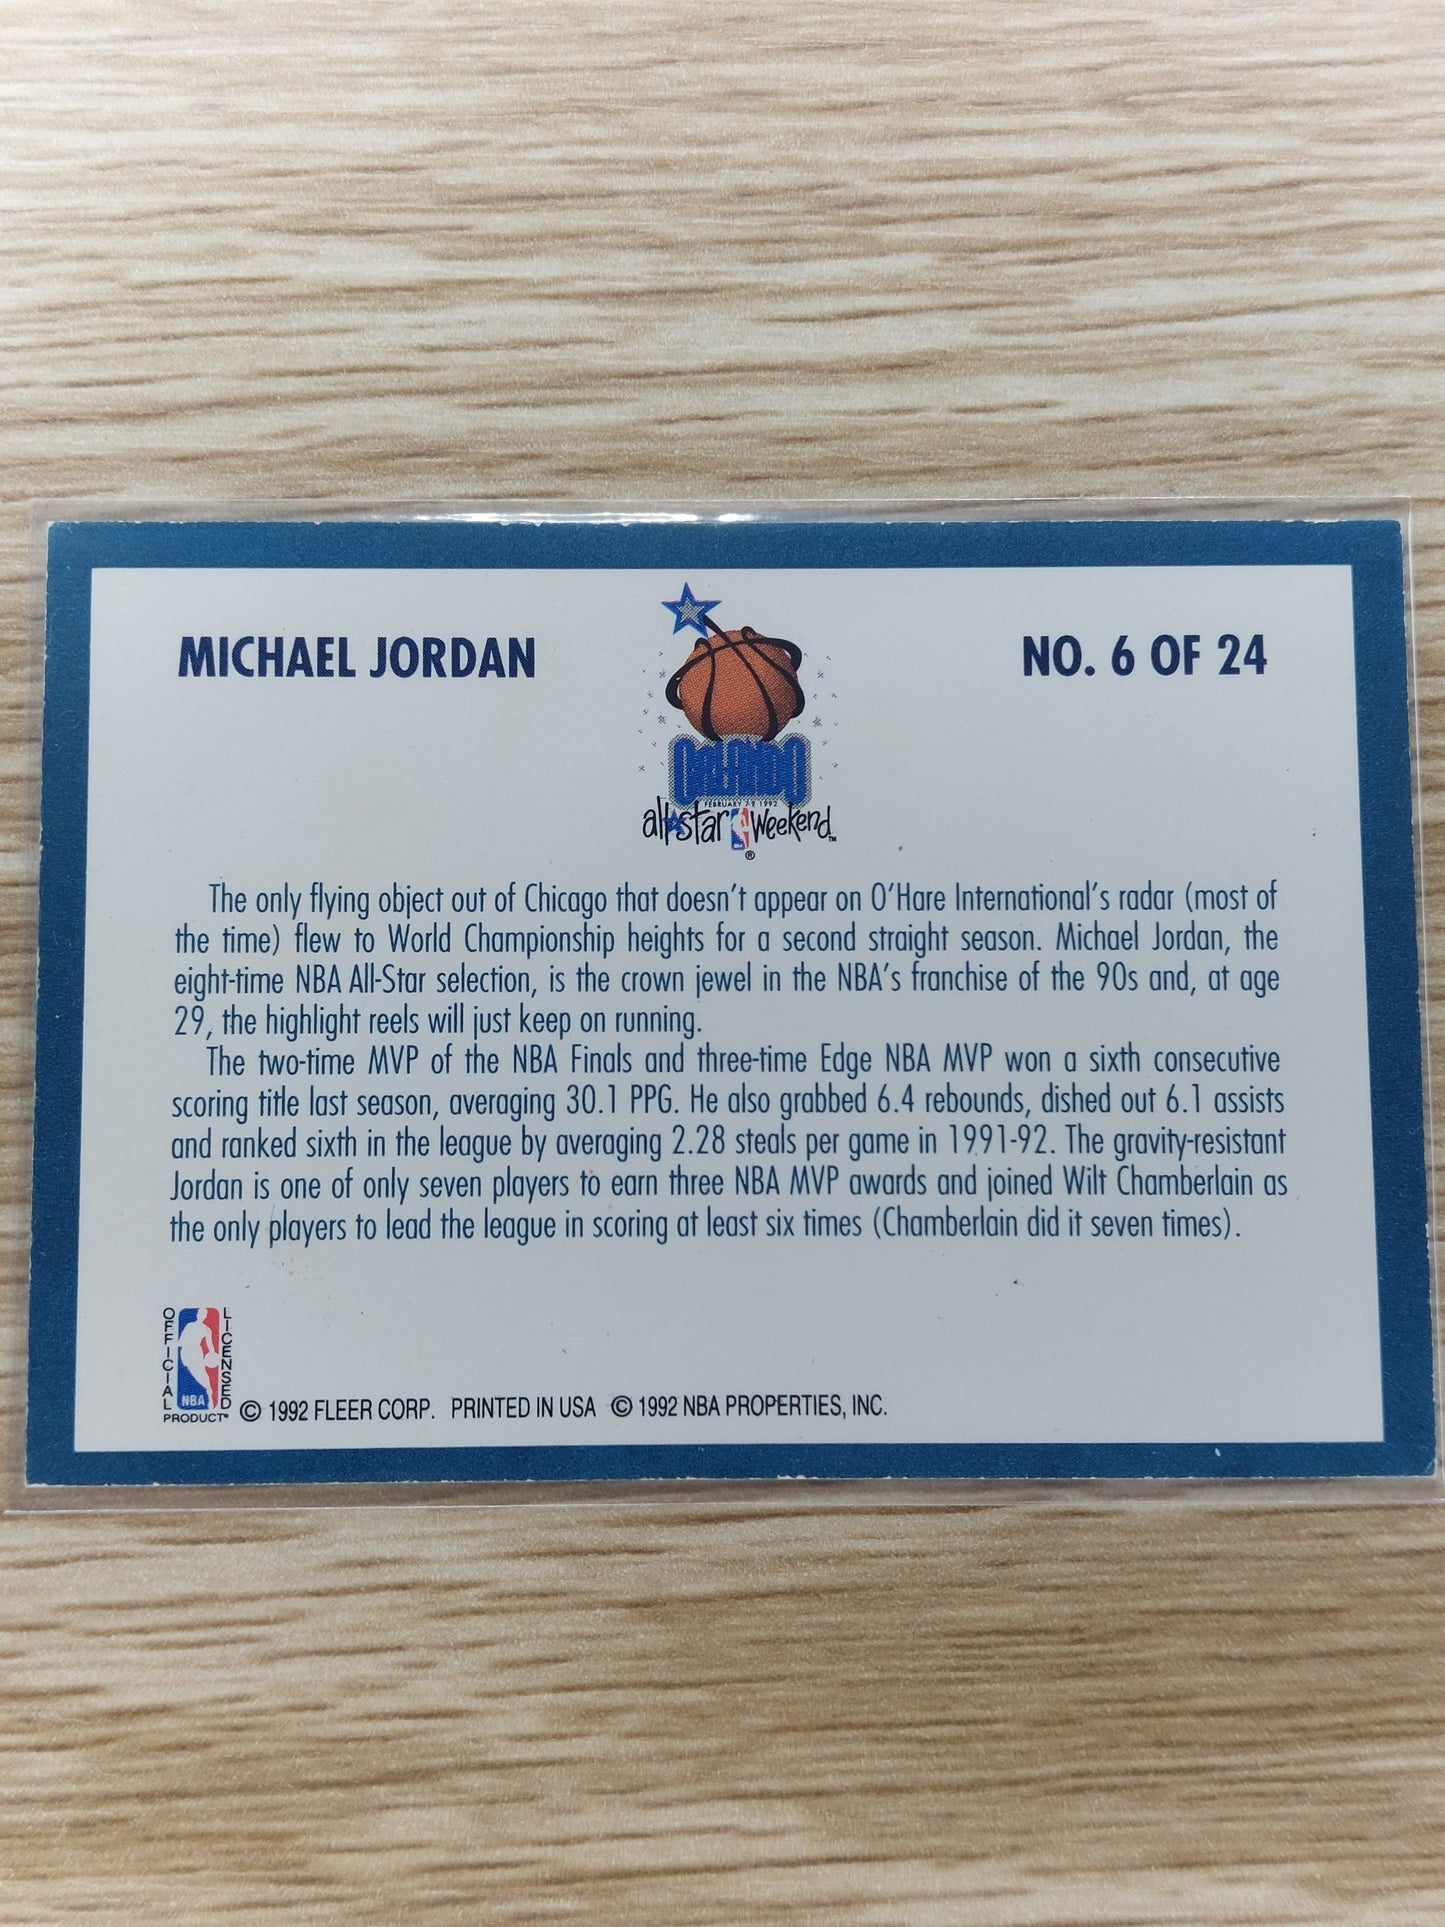 MICHAEL JORDAN
NO. 6 OF 24
ORLANDO
FEBRUARY 7-9 1992
all★star weekend™
®
The only flying object out of Chicago that doesn't appear on O'Hare International's radar (most of
the time) flew to World Championship heights for a second straight season. Michael Jordan, the
eight-time NBA All-Star selection, is the crown jewel in the NBA's franchise of the 90s and, at age
29, the highlight reels will just keep on running.
The two-time MVP of the NBA Finals and three-time Edge NBA MVP won a sixth consecutive
scoring title last season, averaging 30.1 PPG. He also grabbed 6.4 rebounds, dished out 6.1 assists
and ranked sixth in the league by averaging 2.28 steals per game in 1991-92. The gravity-resistant
Jordan is one of only seven players to earn three NBA MVP awards and joined Wilt Chamberlain as
the only players to lead the league in scoring at least six times (Chamberlain did it seven times).
OFFICIAL
LICENSED
NBA
PRODUCT®
© 1992 FLEER CORP. PRINTED IN USA © 1992 NBA PROPERTIES, INC.